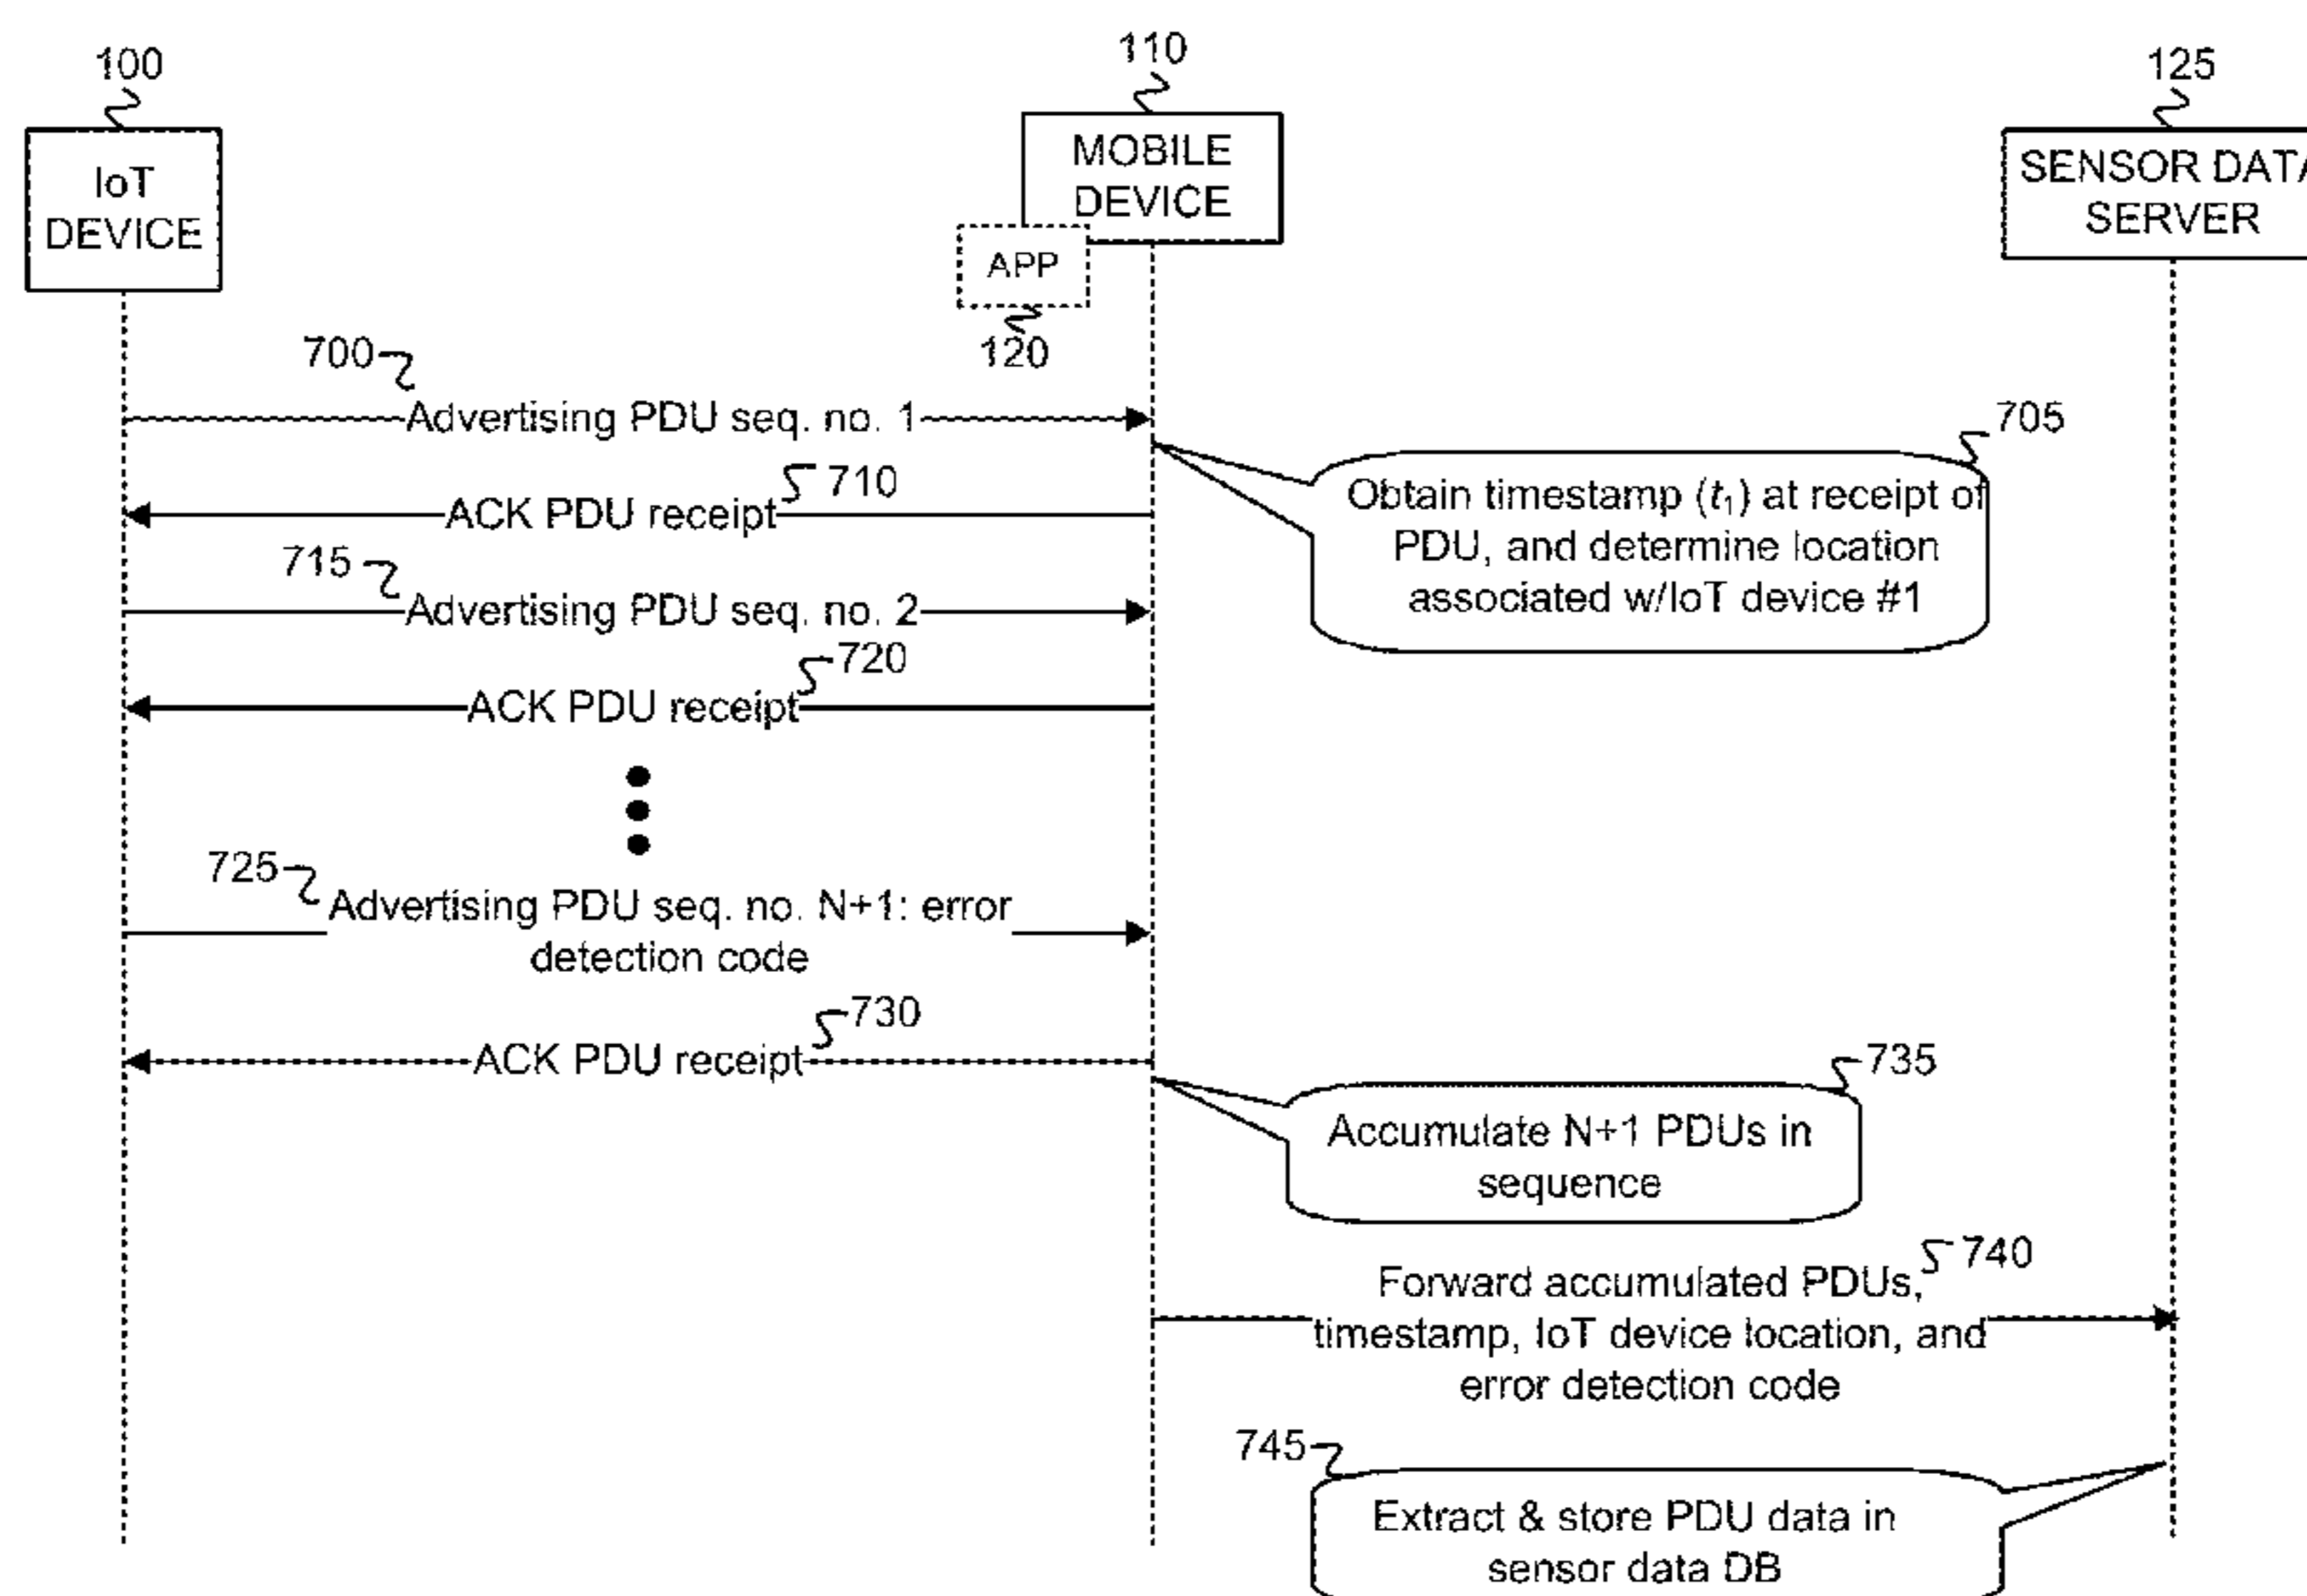 100
110
125
IoT
DEVICE
MOBILE
DEVICE
SENSOR DATA
SERVER
APP
120
700
Advertising PDU seq. no. 1
705
Obtain timestamp (t1) at receipt of
PDU, and determine location
associated w/IoT device #1
710
ACK PDU receipt
715
Advertising PDU seq. no. 2
720
ACK PDU receipt
725
Advertising PDU seq. no. N+1: error
detection code
730
ACK PDU receipt
735
Accumulate N+1 PDUs in
sequence
740
Forward accumulated PDUs,
timestamp, IoT device location, and
error detection code
745
Extract & store PDU data in
sensor data DB